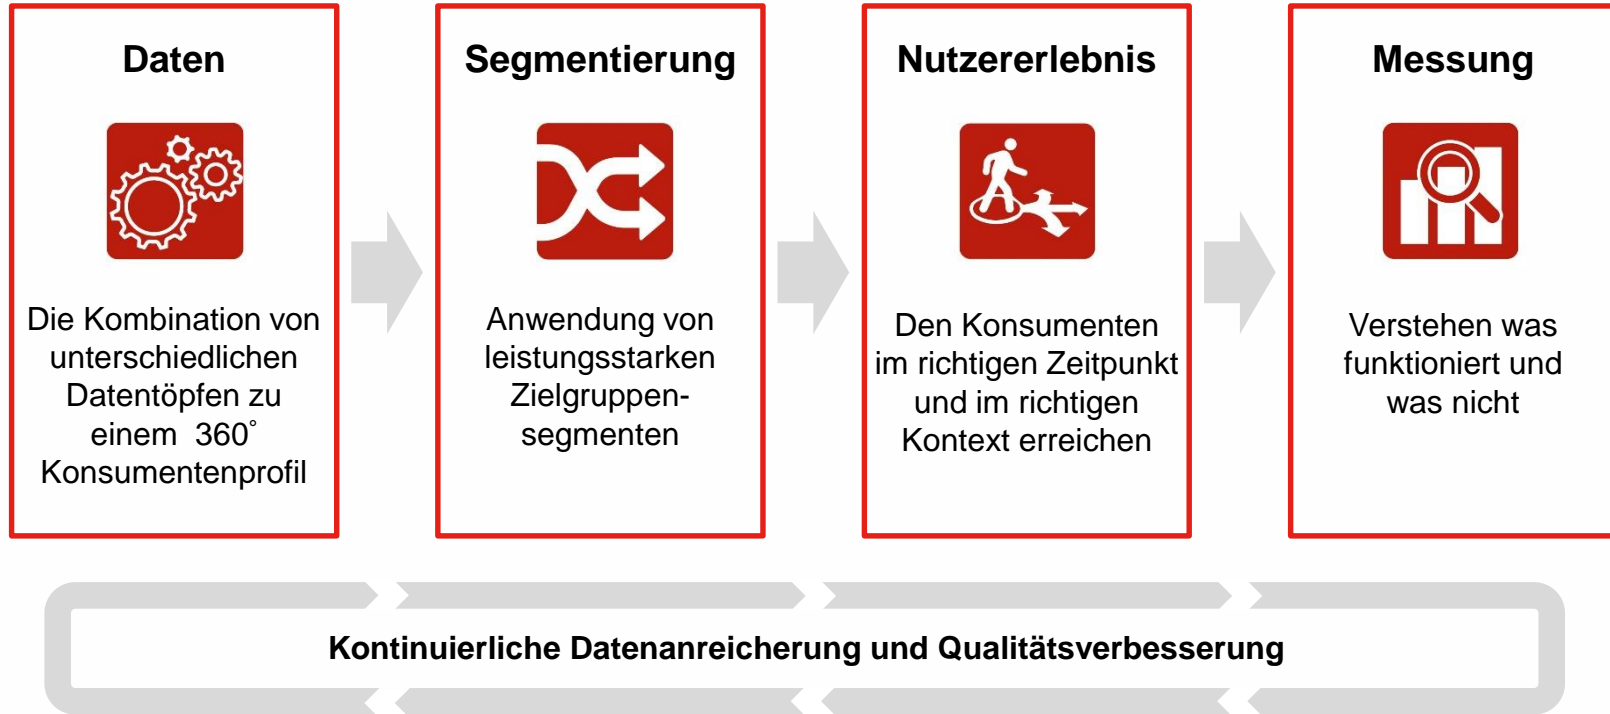 Daten
Die Kombination von
unterschiedlichen
Datentöpfen zu
einem 360°
Konsumentenprofil
Segmentierung
Anwendung von
leistungsstarken
Zielgruppen-
segmenten
Nutzererlebnis
Den Konsumenten
im richtigen Zeitpunkt
und im richtigen
Kontext erreichen
Messung
Verstehen was
funktioniert und
was nicht
Kontinuierliche Datenanreicherung und Qualitätsverbesserung